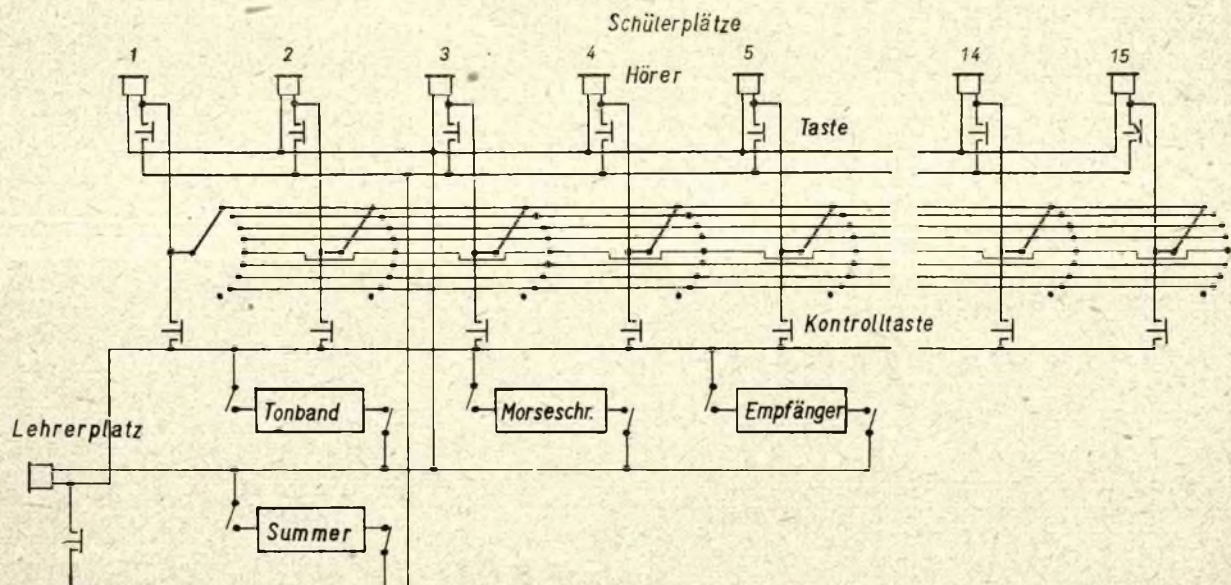 Schülerplätze
1 2 3 4 5 14 15
Hörer
Taste
Kontrolltaste
Tonband Morseschr. Empfänger
Lehrerplatz
Summer